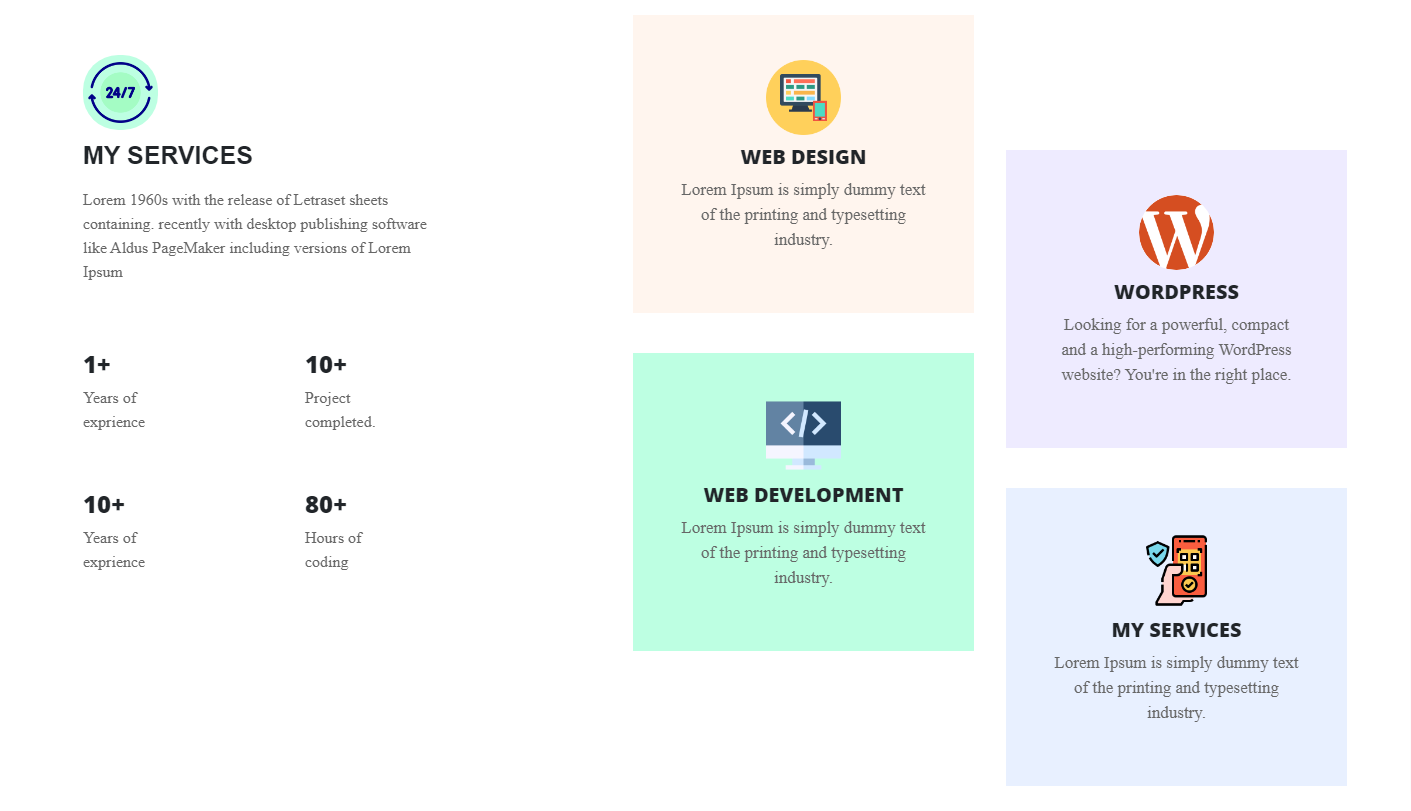 24/7
MY SERVICES
Lorem 1960s with the release of Letraset sheets
containing. recently with desktop publishing software
like Aldus PageMaker including versions of Lorem
Ipsum
1+
Years of
exprience
10+
Project
completed.
10+
Years of
exprience
80+
Hours of
coding
WEB DESIGN
Lorem Ipsum is simply dummy text
of the printing and typesetting
industry.
WEB DEVELOPMENT
Lorem Ipsum is simply dummy text
of the printing and typesetting
industry.
WORDPRESS
Looking for a powerful, compact
and a high-performing WordPress
website? You're in the right place.
MY SERVICES
Lorem Ipsum is simply dummy text
of the printing and typesetting
industry.